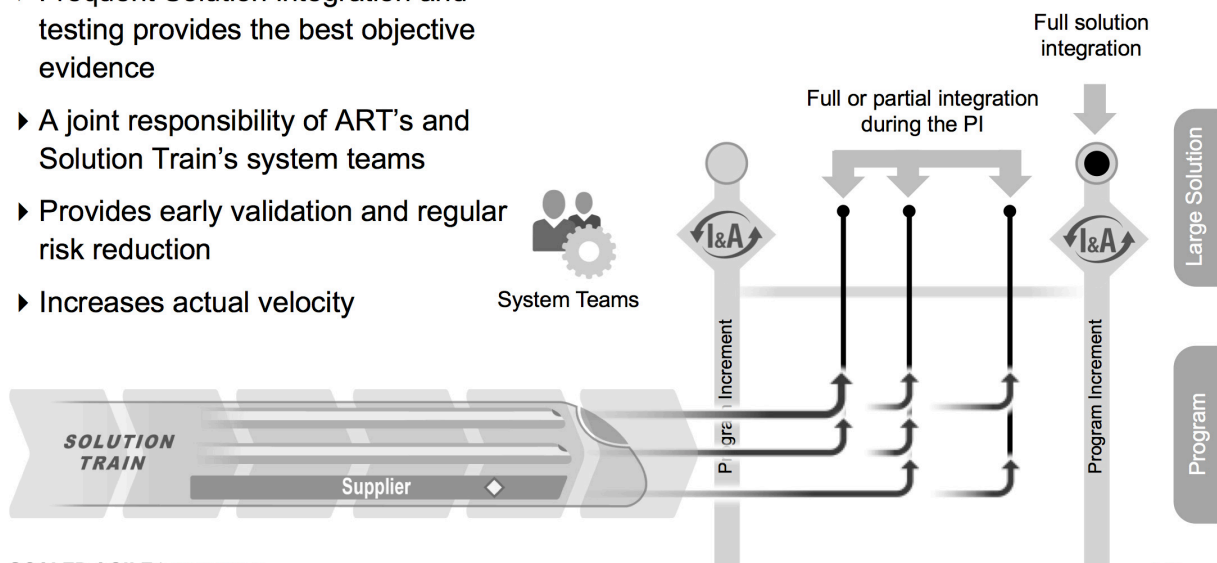 testing provides the best objective
evidence
A joint responsibility of ART's and
Solution Train's system teams
Provides early validation and regular
risk reduction
Increases actual velocity
System Teams
Full solution
integration
Full or partial integration
during the PI
I&A
I&A
Large Solution
Program Increment
Program Increment
Program
SOLUTION
TRAIN
Supplier